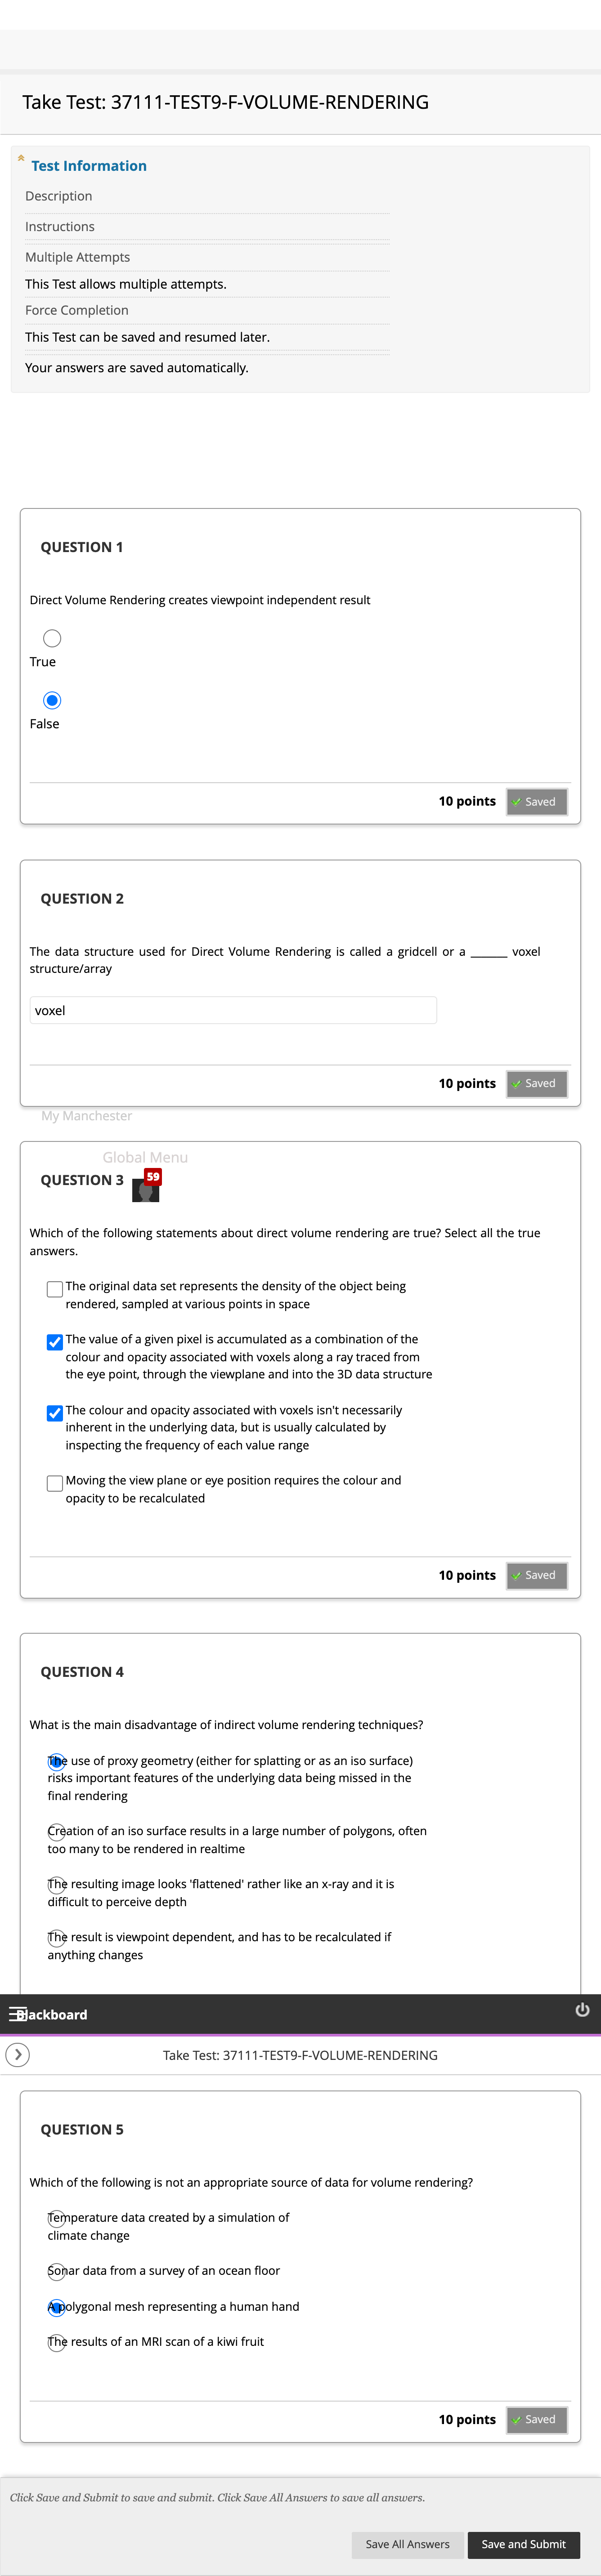 Take Test: 37111-TEST9-F-VOLUME-RENDERING
Test Information
Description
Instructions
Multiple Attempts
This Test allows multiple attempts.
Force Completion
This Test can be saved and resumed later.
Your answers are saved automatically.
QUESTION 1
Direct Volume Rendering creates viewpoint independent result
True
False
10 points
Saved
QUESTION 2
The data structure used for Direct Volume Rendering is called a gridcell or a ______ voxel
structure/array
voxel
10 points
Saved
My Manchester
Global Menu
QUESTION 3
59
Which of the following statements about direct volume rendering are true? Select all the true
answers.
The original data set represents the density of the object being
rendered, sampled at various points in space
The value of a given pixel is accumulated as a combination of the
colour and opacity associated with voxels along a ray traced from
the eye point, through the viewplane and into the 3D data structure
The colour and opacity associated with voxels isn't necessarily
inherent in the underlying data, but is usually calculated by
inspecting the frequency of each value range
Moving the view plane or eye position requires the colour and
opacity to be recalculated
10 points
Saved
QUESTION 4
What is the main disadvantage of indirect volume rendering techniques?
The use of proxy geometry (either for splatting or as an iso surface)
risks important features of the underlying data being missed in the
final rendering
Creation of an iso surface results in a large number of polygons, often
too many to be rendered in realtime
The resulting image looks 'flattened' rather like an x-ray and it is
difficult to perceive depth
The result is viewpoint dependent, and has to be recalculated if
anything changes
Blackboard
Take Test: 37111-TEST9-F-VOLUME-RENDERING
QUESTION 5
Which of the following is not an appropriate source of data for volume rendering?
Temperature data created by a simulation of
climate change
Sonar data from a survey of an ocean floor
A polygonal mesh representing a human hand
The results of an MRI scan of a kiwi fruit
10 points
Saved
Click Save and Submit to save and submit. Click Save All Answers to save all answers.
Save All Answers
Save and Submit